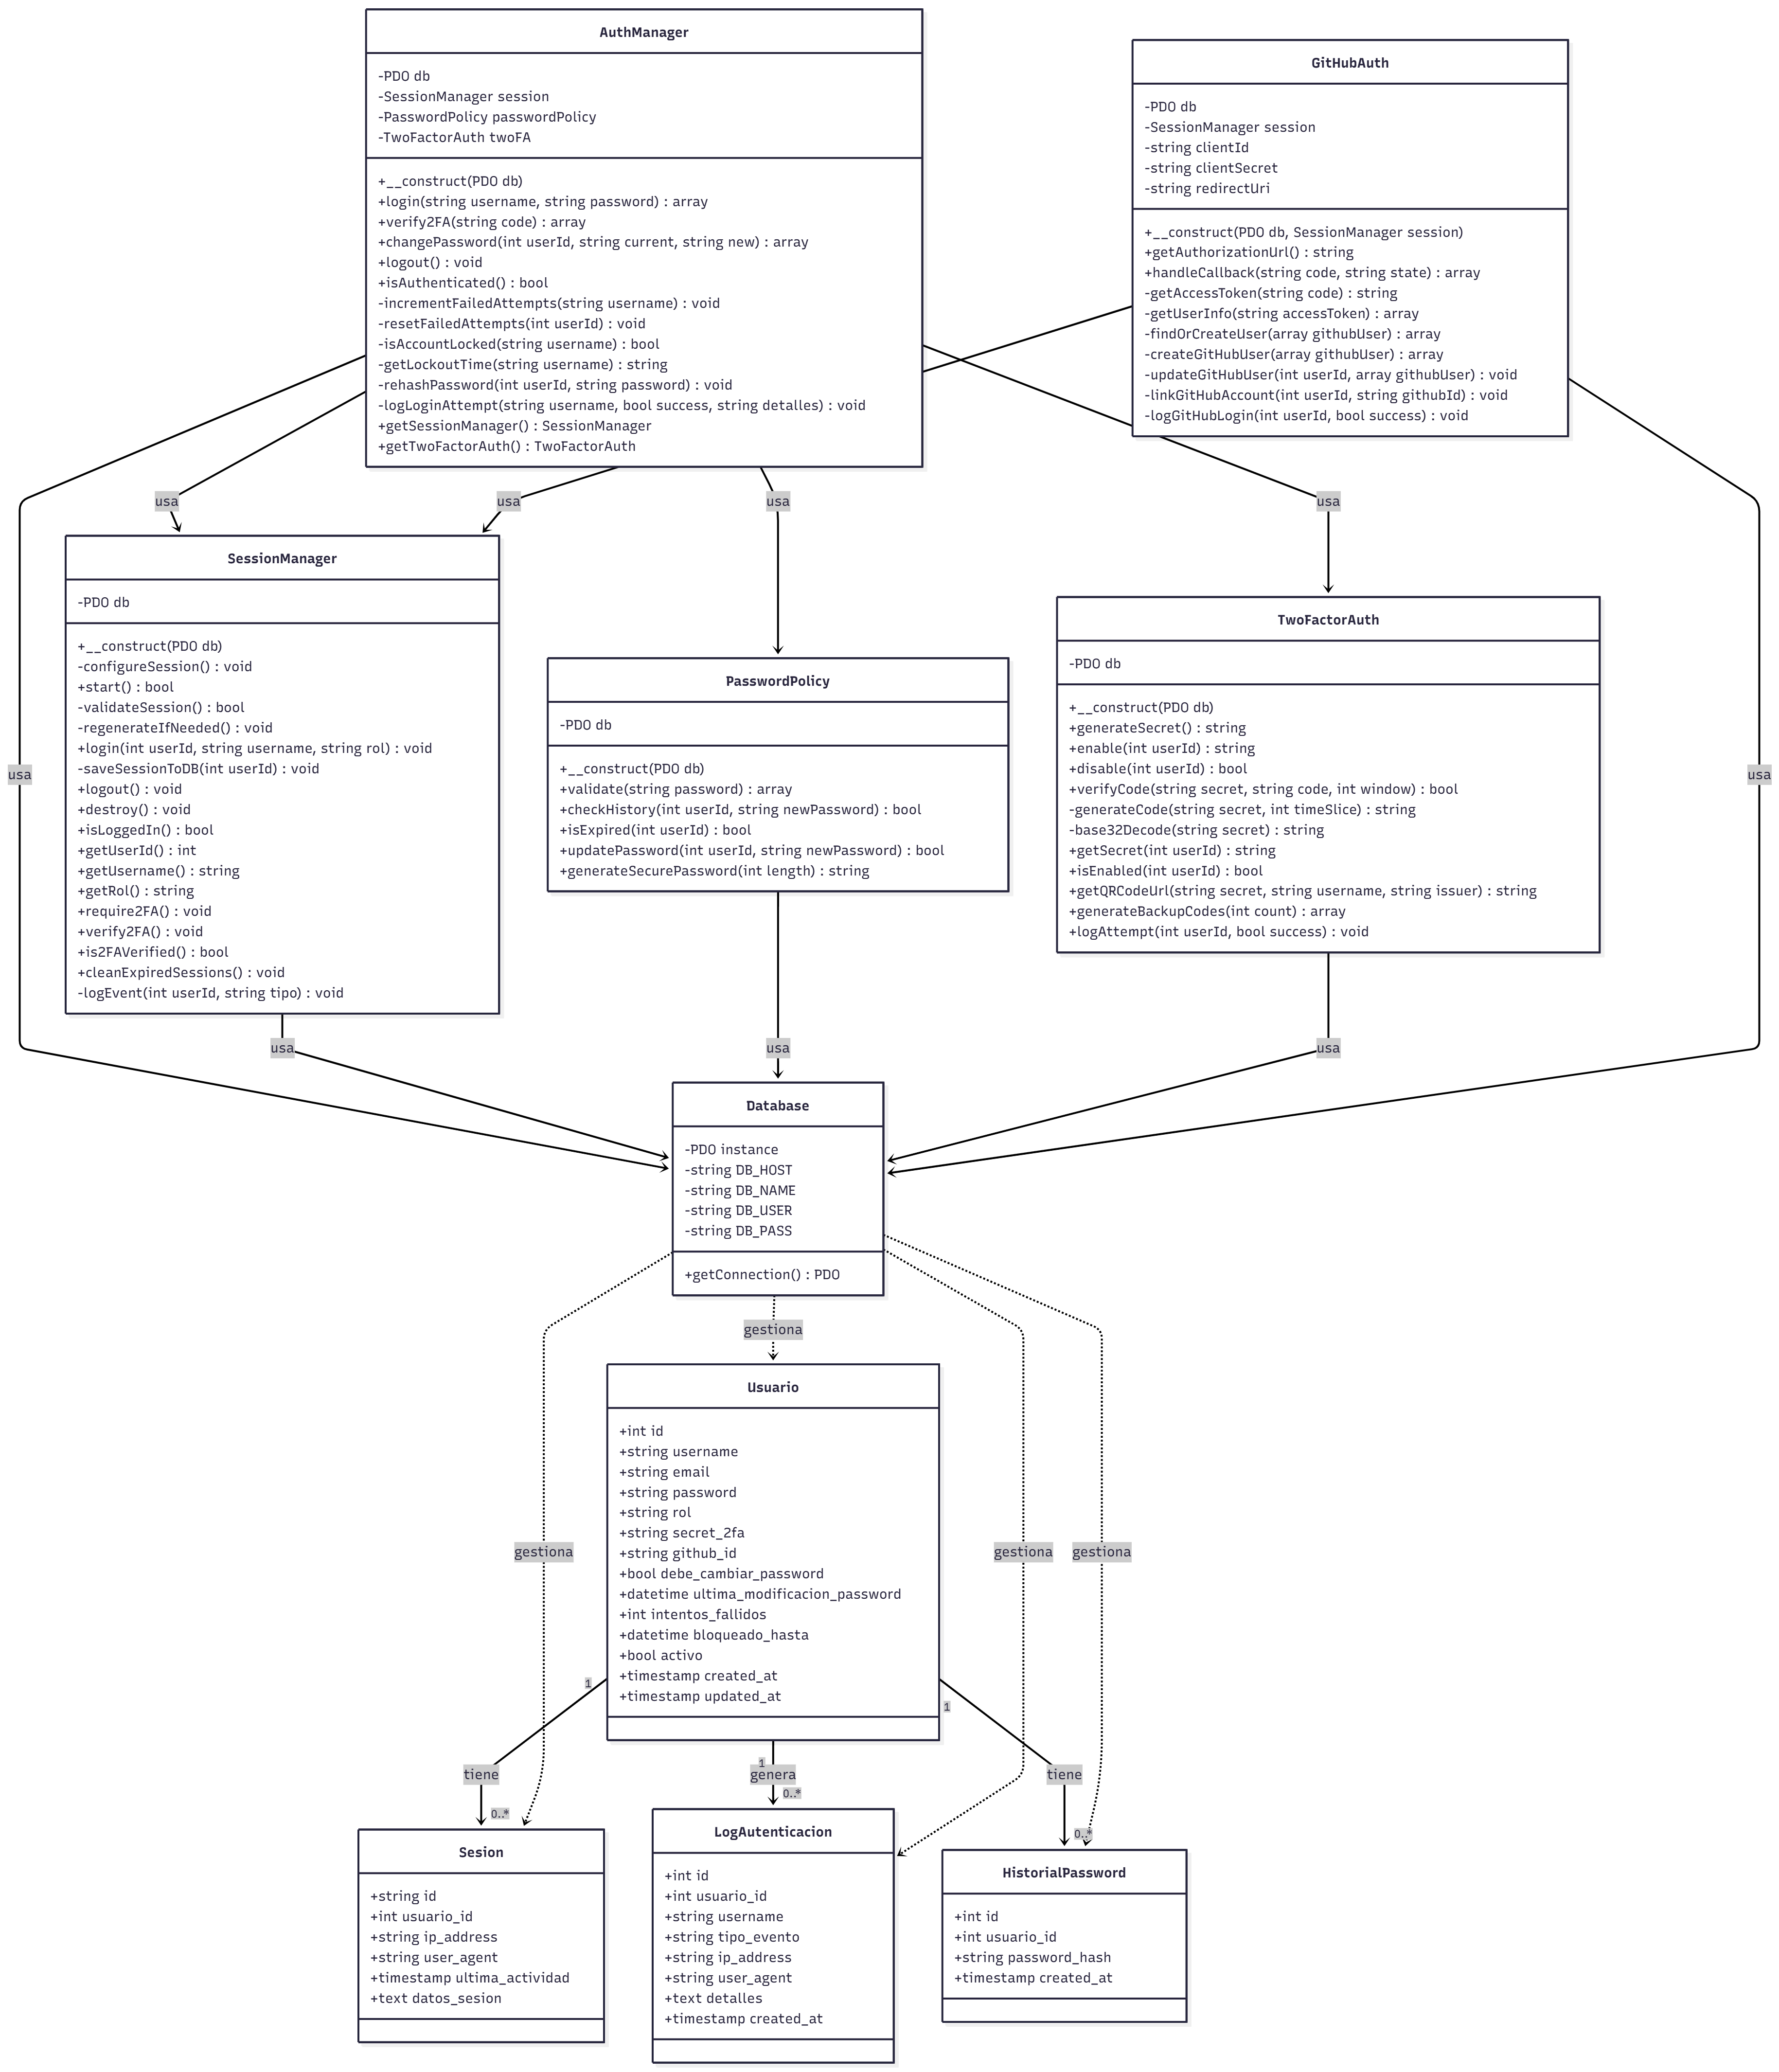 AuthManager
-PDO db
-SessionManager session
-PasswordPolicy passwordPolicy
-TwoFactorAuth twoFA
+__construct(PDO db)
+login(string username, string password) : array
+verify2FA(string code) : array
+changePassword(int userId, string current, string new) : array
+logout() : void
+isAuthenticated() : bool
-incrementFailedAttempts(string username) : void
-resetFailedAttempts(int userId) : void
-isAccountLocked(string username) : bool
-getLockoutTime(string username) : string
-rehashPassword(int userId, string password) : void
-logLoginAttempt(string username, bool success, string detalles) : void
+getSessionManager() : SessionManager
+getTwoFactorAuth() : TwoFactorAuth
GitHubAuth
-PDO db
-SessionManager session
-string clientId
-string clientSecret
-string redirectUri
+__construct(PDO db, SessionManager session)
+getAuthorizationUrl() : string
+handleCallback(string code, string state) : array
-getAccessToken(string code) : string
-getUserInfo(string accessToken) : array
-findOrCreateUser(array githubUser) : array
-createGitHubUser(array githubUser) : array
-updateGitHubUser(int userId, array githubUser) : void
-linkGitHubAccount(int userId, string githubId) : void
-logGitHubLogin(int userId, bool success) : void
usa
usa
usa
usa
SessionManager
-PDO db
+__construct(PDO db)
-configureSession() : void
+start() : bool
-validateSession() : bool
-regenerateIfNeeded() : void
+login(int userId, string username, string rol) : void
-saveSessionToDB(int userId) : void
+logout() : void
+destroy() : void
+isLoggedIn() : bool
+getUserId() : int
+getUsername() : string
+getRol() : string
+require2FA() : void
+verify2FA() : void
+is2FAVerified() : bool
+cleanExpiredSessions() : void
-logEvent(int userId, string tipo) : void
PasswordPolicy
-PDO db
+__construct(PDO db)
+validate(string password) : array
+checkHistory(int userId, string newPassword) : bool
+isExpired(int userId) : bool
+updatePassword(int userId, string newPassword) : bool
+generateSecurePassword(int length) : string
TwoFactorAuth
-PDO db
+__construct(PDO db)
+generateSecret() : string
+enable(int userId) : string
+disable(int userId) : bool
+verifyCode(string secret, string code, int window) : bool
-generateCode(string secret, int timeSlice) : string
-base32Decode(string secret) : string
+getSecret(int userId) : string
+isEnabled(int userId) : bool
+getQRCodeUrl(string secret, string username, string issuer) : string
+generateBackupCodes(int count) : array
+logAttempt(int userId, bool success) : void
usa
usa
usa
usa
usa
Database
-PDO instance
-string DB_HOST
-string DB_NAME
-string DB_USER
-string DB_PASS
+getConnection() : PDO
gestiona
Usuario
+int id
+string username
+string email
+string password
+string rol
+string secret_2fa
+string github_id
+bool debe_cambiar_password
+datetime ultima_modificacion_password
+int intentos_fallidos
+datetime bloqueado_hasta
+bool activo
+timestamp created_at
+timestamp updated_at
gestiona
gestiona
gestiona
1
1
1
tiene
genera
tiene
0..*
0..*
0..*
Sesion
+string id
+int usuario_id
+string ip_address
+string user_agent
+timestamp ultima_actividad
+text datos_sesion
LogAutenticacion
+int id
+int usuario_id
+string username
+string tipo_evento
+string ip_address
+string user_agent
+text detalles
+timestamp created_at
HistorialPassword
+int id
+int usuario_id
+string password_hash
+timestamp created_at